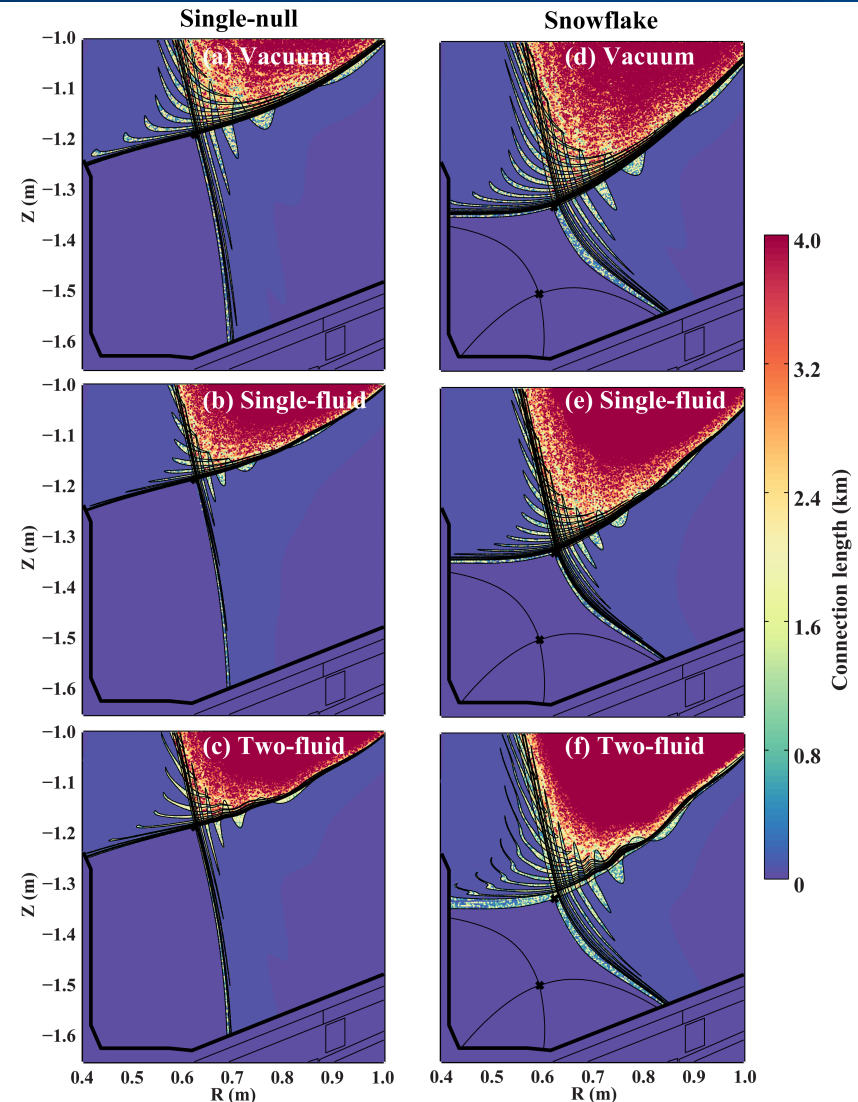 Single-null
Snowflake
(a) Vacuum
(d) Vacuum
−1.0
−1.1
−1.2
−1.3
−1.4
−1.5
−1.6
Z (m)
(b) Single-fluid
(e) Single-fluid
−1.0
−1.1
−1.2
−1.3
−1.4
−1.5
−1.6
Z (m)
(c) Two-fluid
(f) Two-fluid
−1.0
−1.1
−1.2
−1.3
−1.4
−1.5
−1.6
Z (m)
0.4 0.5 0.6 0.7 0.8 0.9 1.0
R (m)
0.4 0.5 0.6 0.7 0.8 0.9 1.0
R (m)
4.0
3.2
2.4
1.6
0.8
0
Connection length (km)